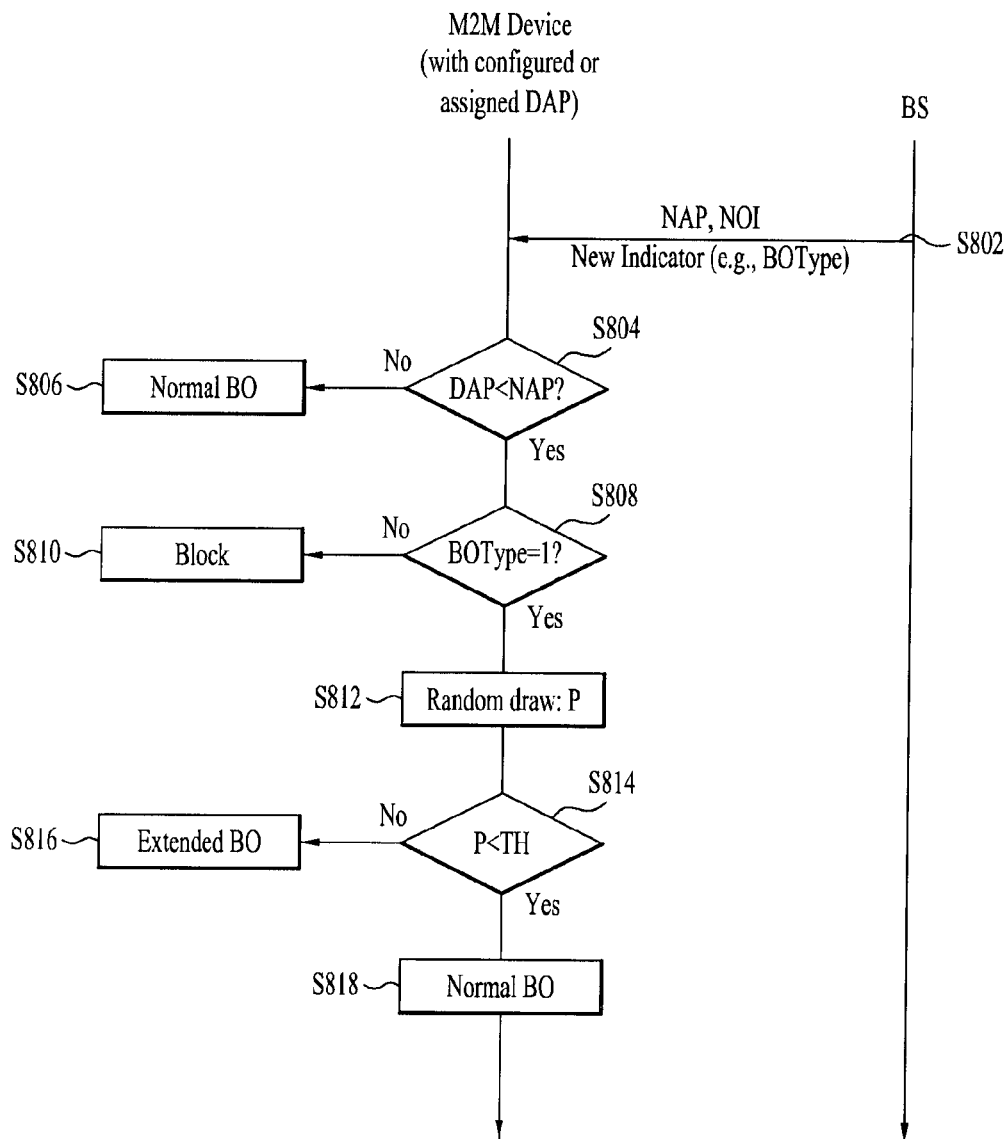 M2M Device
(with configured or
assigned DAP)
BS
NAP, NOI
New Indicator (e.g., BOType)
S802
S804
No
S806
Normal BO
DAP<NAP?
Yes
S808
No
S810
Block
BOType=1?
Yes
S812
Random draw: P
S814
No
S816
Extended BO
P<TH
Yes
S818
Normal BO